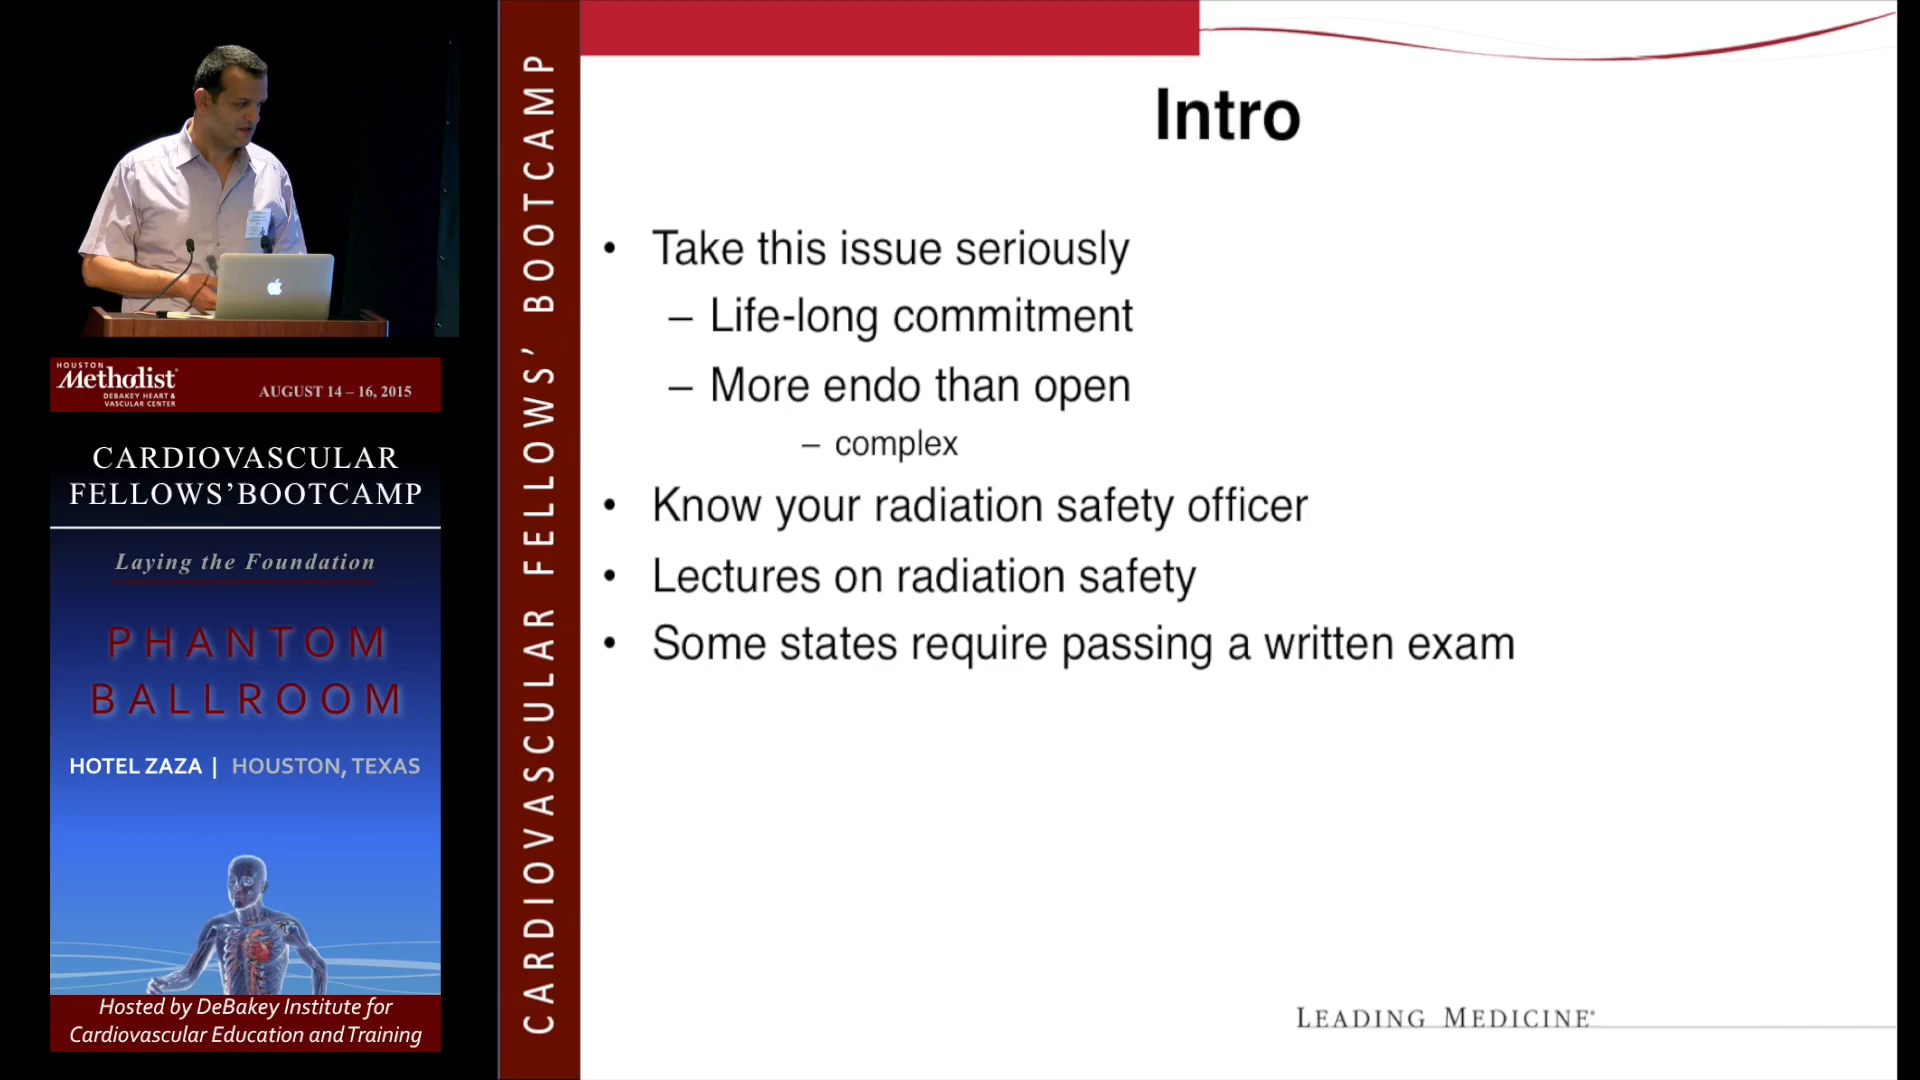 HOUSTON
Methodist
DEBAKEY HEART &
VASCULAR CENTER
AUGUST 14 – 16, 2015
CARDIOVASCULAR
FELLOWS’BOOTCAMP
Laying the Foundation
PHANTOM
BALLROOM
HOTEL ZAZA | HOUSTON, TEXAS
Hosted by DeBakey Institute for
Cardiovascular Education and Training
CARDIOVASCULAR FELLOWS’ BOOTCAMP
Intro
• Take this issue seriously
– Life-long commitment
– More endo than open
– complex
• Know your radiation safety officer
• Lectures on radiation safety
• Some states require passing a written exam
LEADING MEDICINE®